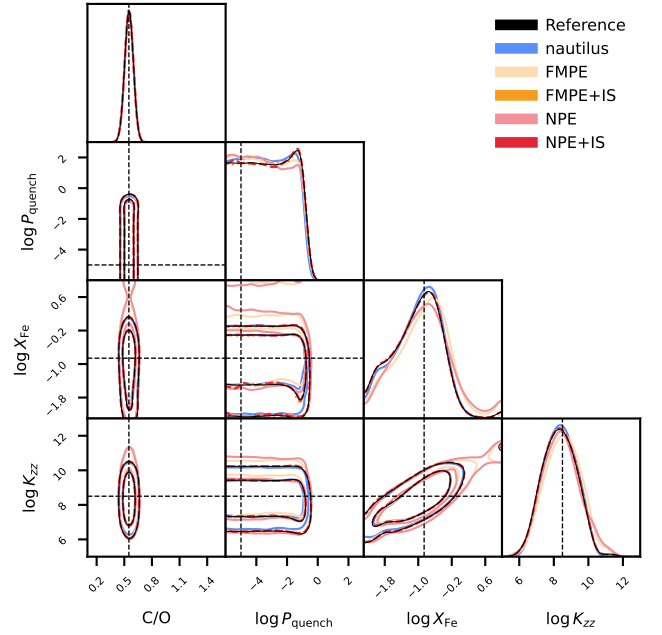 Reference
nautilus
FMPE
FMPE+IS
NPE
NPE+IS
2
0
−2
−4
log P_quench
0.6
−0.2
−1.0
−1.8
log X_Fe
12
10
8
6
log K_zz
0.2 0.6 1.0 1.4
−4 −2 0 2
−1.8 −1.0 −0.2 0.6
6 8 10 12
C/O log P_quench log X_Fe log K_zz